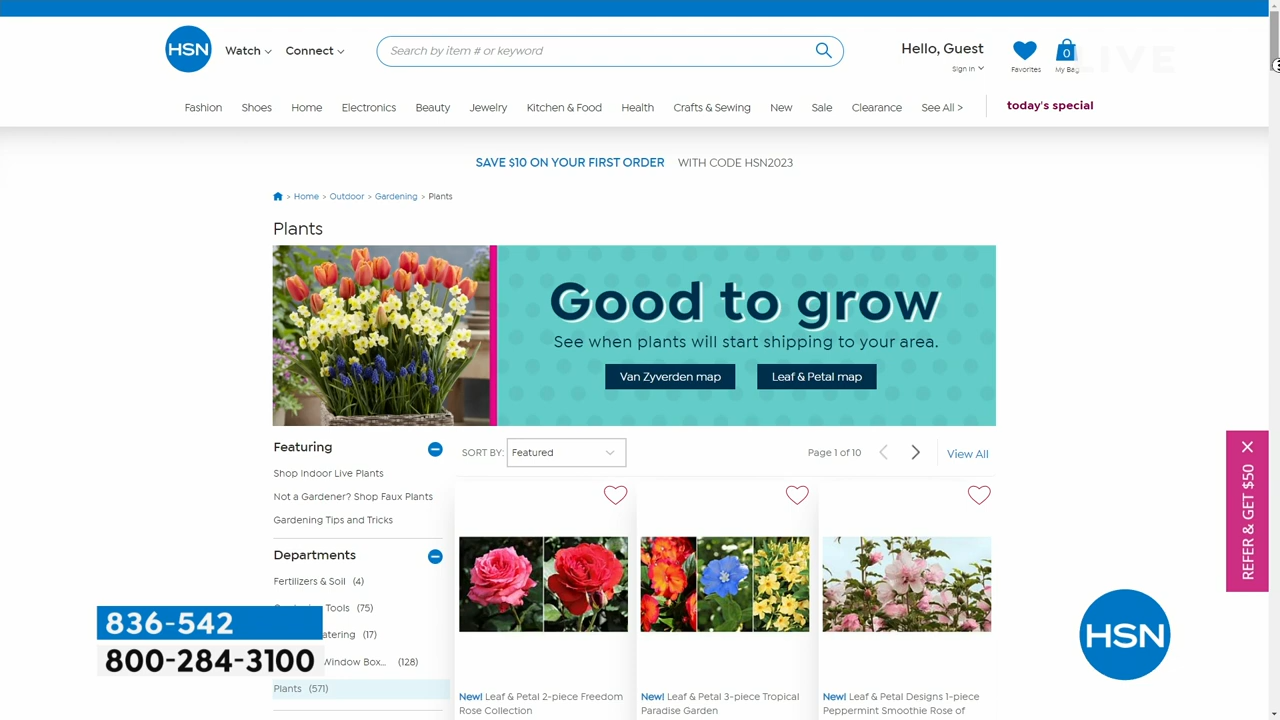 HSN
Watch
Connect
Search by item # or keyword
Hello, Guest
Sign in
Favorites
0
My Bag
LIVE
Fashion Shoes Home Electronics Beauty Jewelry Kitchen & Food Health Crafts & Sewing New Sale Clearance See All > today's special
SAVE $10 ON YOUR FIRST ORDER WITH CODE HSN2023
> Home > Outdoor > Gardening > Plants
Plants
Good to grow
See when plants will start shipping to your area.
Van Zyverden map
Leaf & Petal map
Featuring
Shop Indoor Live Plants
Not a Gardener? Shop Faux Plants
Gardening Tips and Tricks
Departments
Fertilizers & Soil (4)
Tools (75)
(17)
Window Box... (128)
Plants (571)
SORT BY: Featured
Page 1 of 10
View All
New! Leaf & Petal 2-piece Freedom
Rose Collection
New! Leaf & Petal 3-piece Tropical
Paradise Garden
New! Leaf & Petal Designs 1-piece
Peppermint Smoothie Rose of
REFER & GET $50
836-542
800-284-3100
HSN